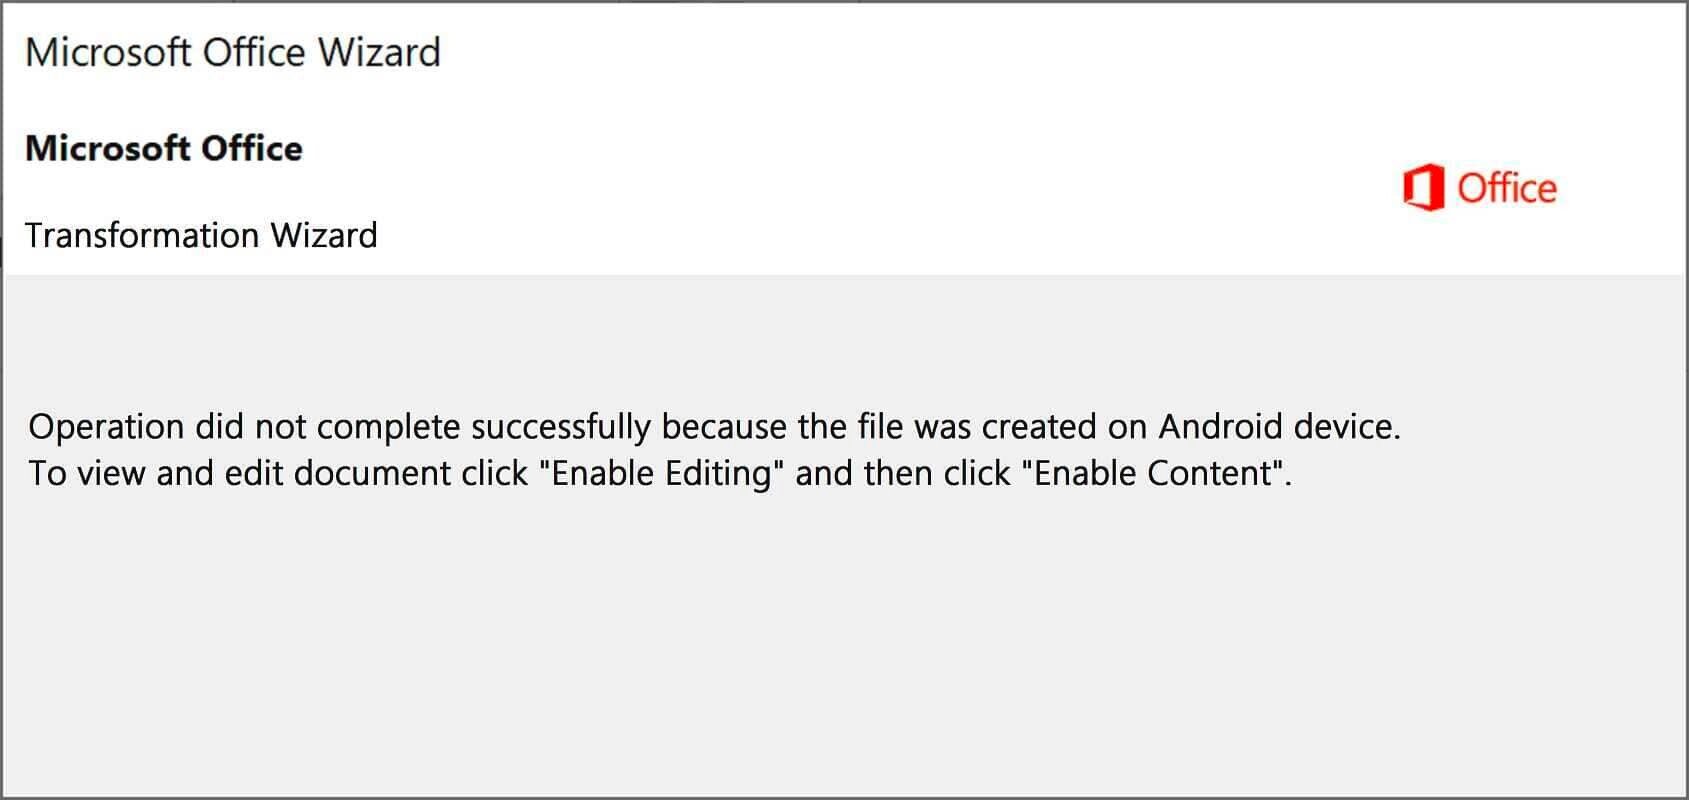 Microsoft Office Wizard
Microsoft Office
Office
Transformation Wizard
Operation did not complete successfully because the file was created on Android device.
To view and edit document click "Enable Editing" and then click "Enable Content".